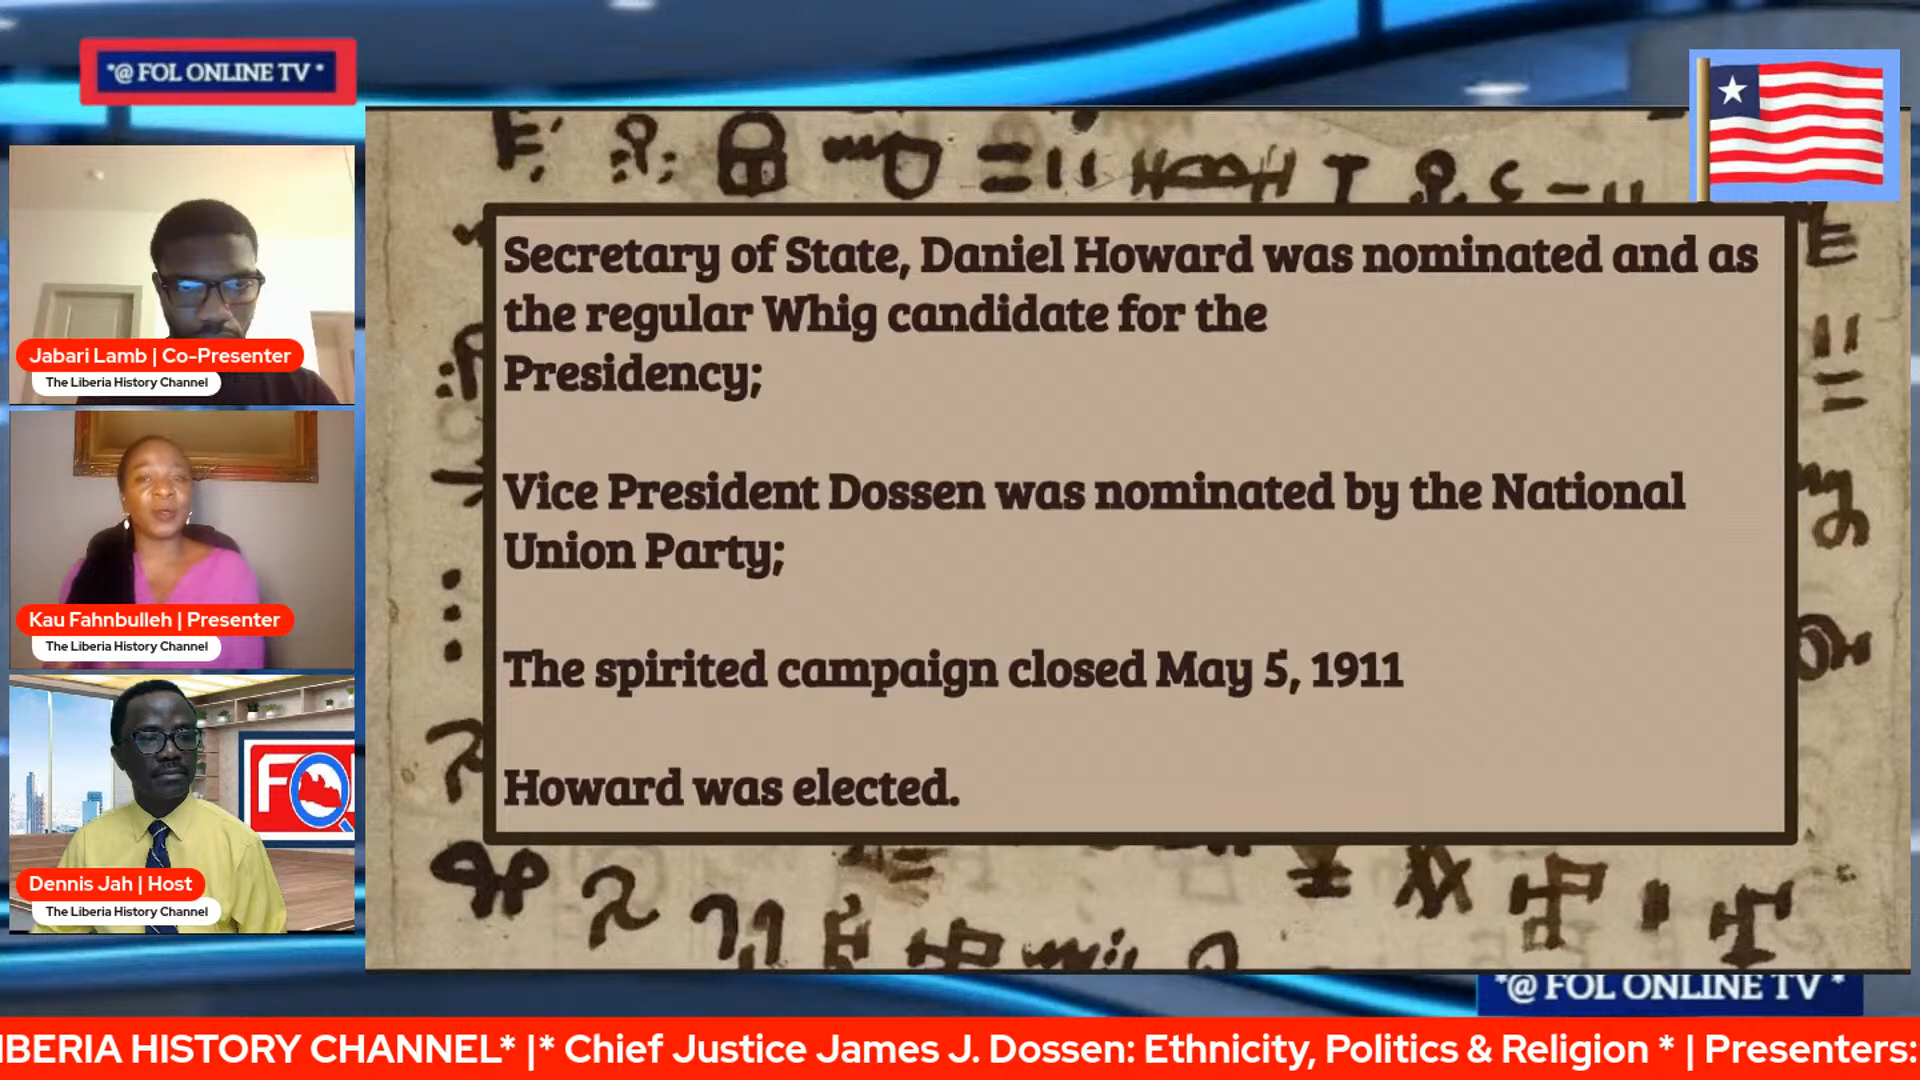 *@ FOL ONLINE TV *
Jabari Lamb | Co-Presenter
The Liberia History Channel
Kau Fahnbulleh | Presenter
The Liberia History Channel
Dennis Jah | Host
The Liberia History Channel
Secretary of State, Daniel Howard was nominated and as
the regular Whig candidate for the
Presidency;
Vice President Dossen was nominated by the National
Union Party;
The spirited campaign closed May 5, 1911
Howard was elected.
*@ FOL ONLINE TV *
IBERIA HISTORY CHANNEL* |* Chief Justice James J. Dossen: Ethnicity, Politics & Religion * | Presenters: